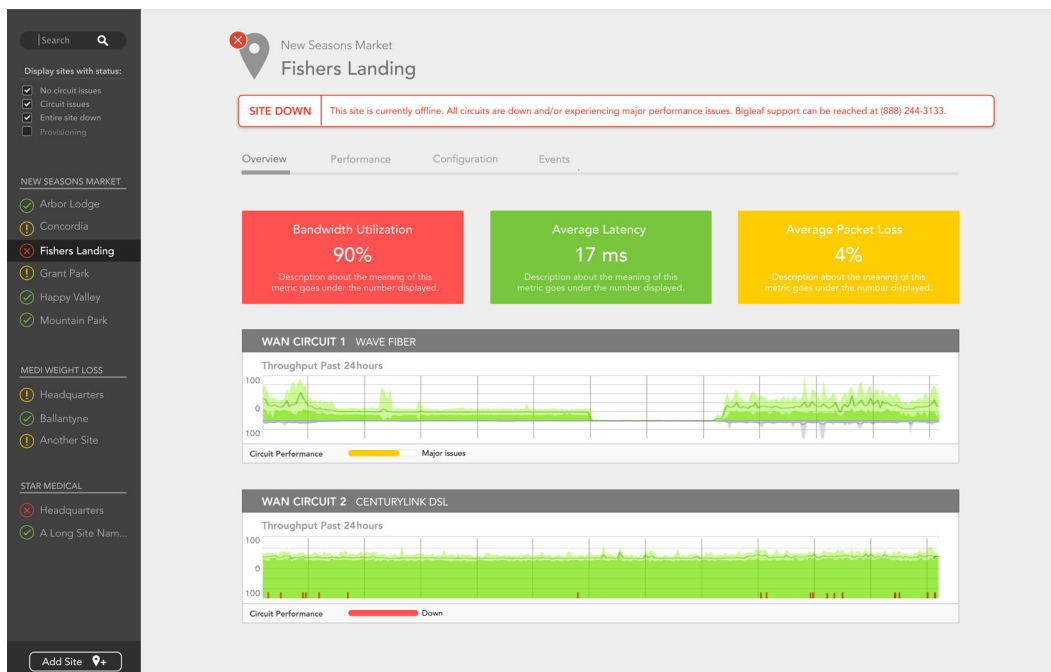 Search
Display sites with status:
No circuit issues
Circuit issues
Entire site down
Provisioning
NEW SEASONS MARKET
Arbor Lodge
Concordia
Fishers Landing
Grant Park
Happy Valley
Mountain Park
MEDI WEIGHT LOSS
Headquarters
Ballantyne
Another Site
STAR MEDICAL
Headquarters
A Long Site Nam...
Add Site
New Seasons Market
Fishers Landing
SITE DOWN This site is currently offline. All circuits are down and/or experiencing major performance issues. Bigleaf support can be reached at (888) 244-3133.
Overview Performance Configuration Events
Bandwidth Utilization
90%
Description about the meaning of this
metric goes under the number displayed.
Average Latency
17 ms
Description about the meaning of this
metric goes under the number displayed.
Average Packet Loss
4%
Description about the meaning of this
metric goes under the number displayed.
WAN CIRCUIT 1 WAVE FIBER
Throughput Past 24hours
100
0
100
Circuit Performance Major issues
WAN CIRCUIT 2 CENTURYLINK DSL
Throughput Past 24hours
100
0
100
Circuit Performance Down